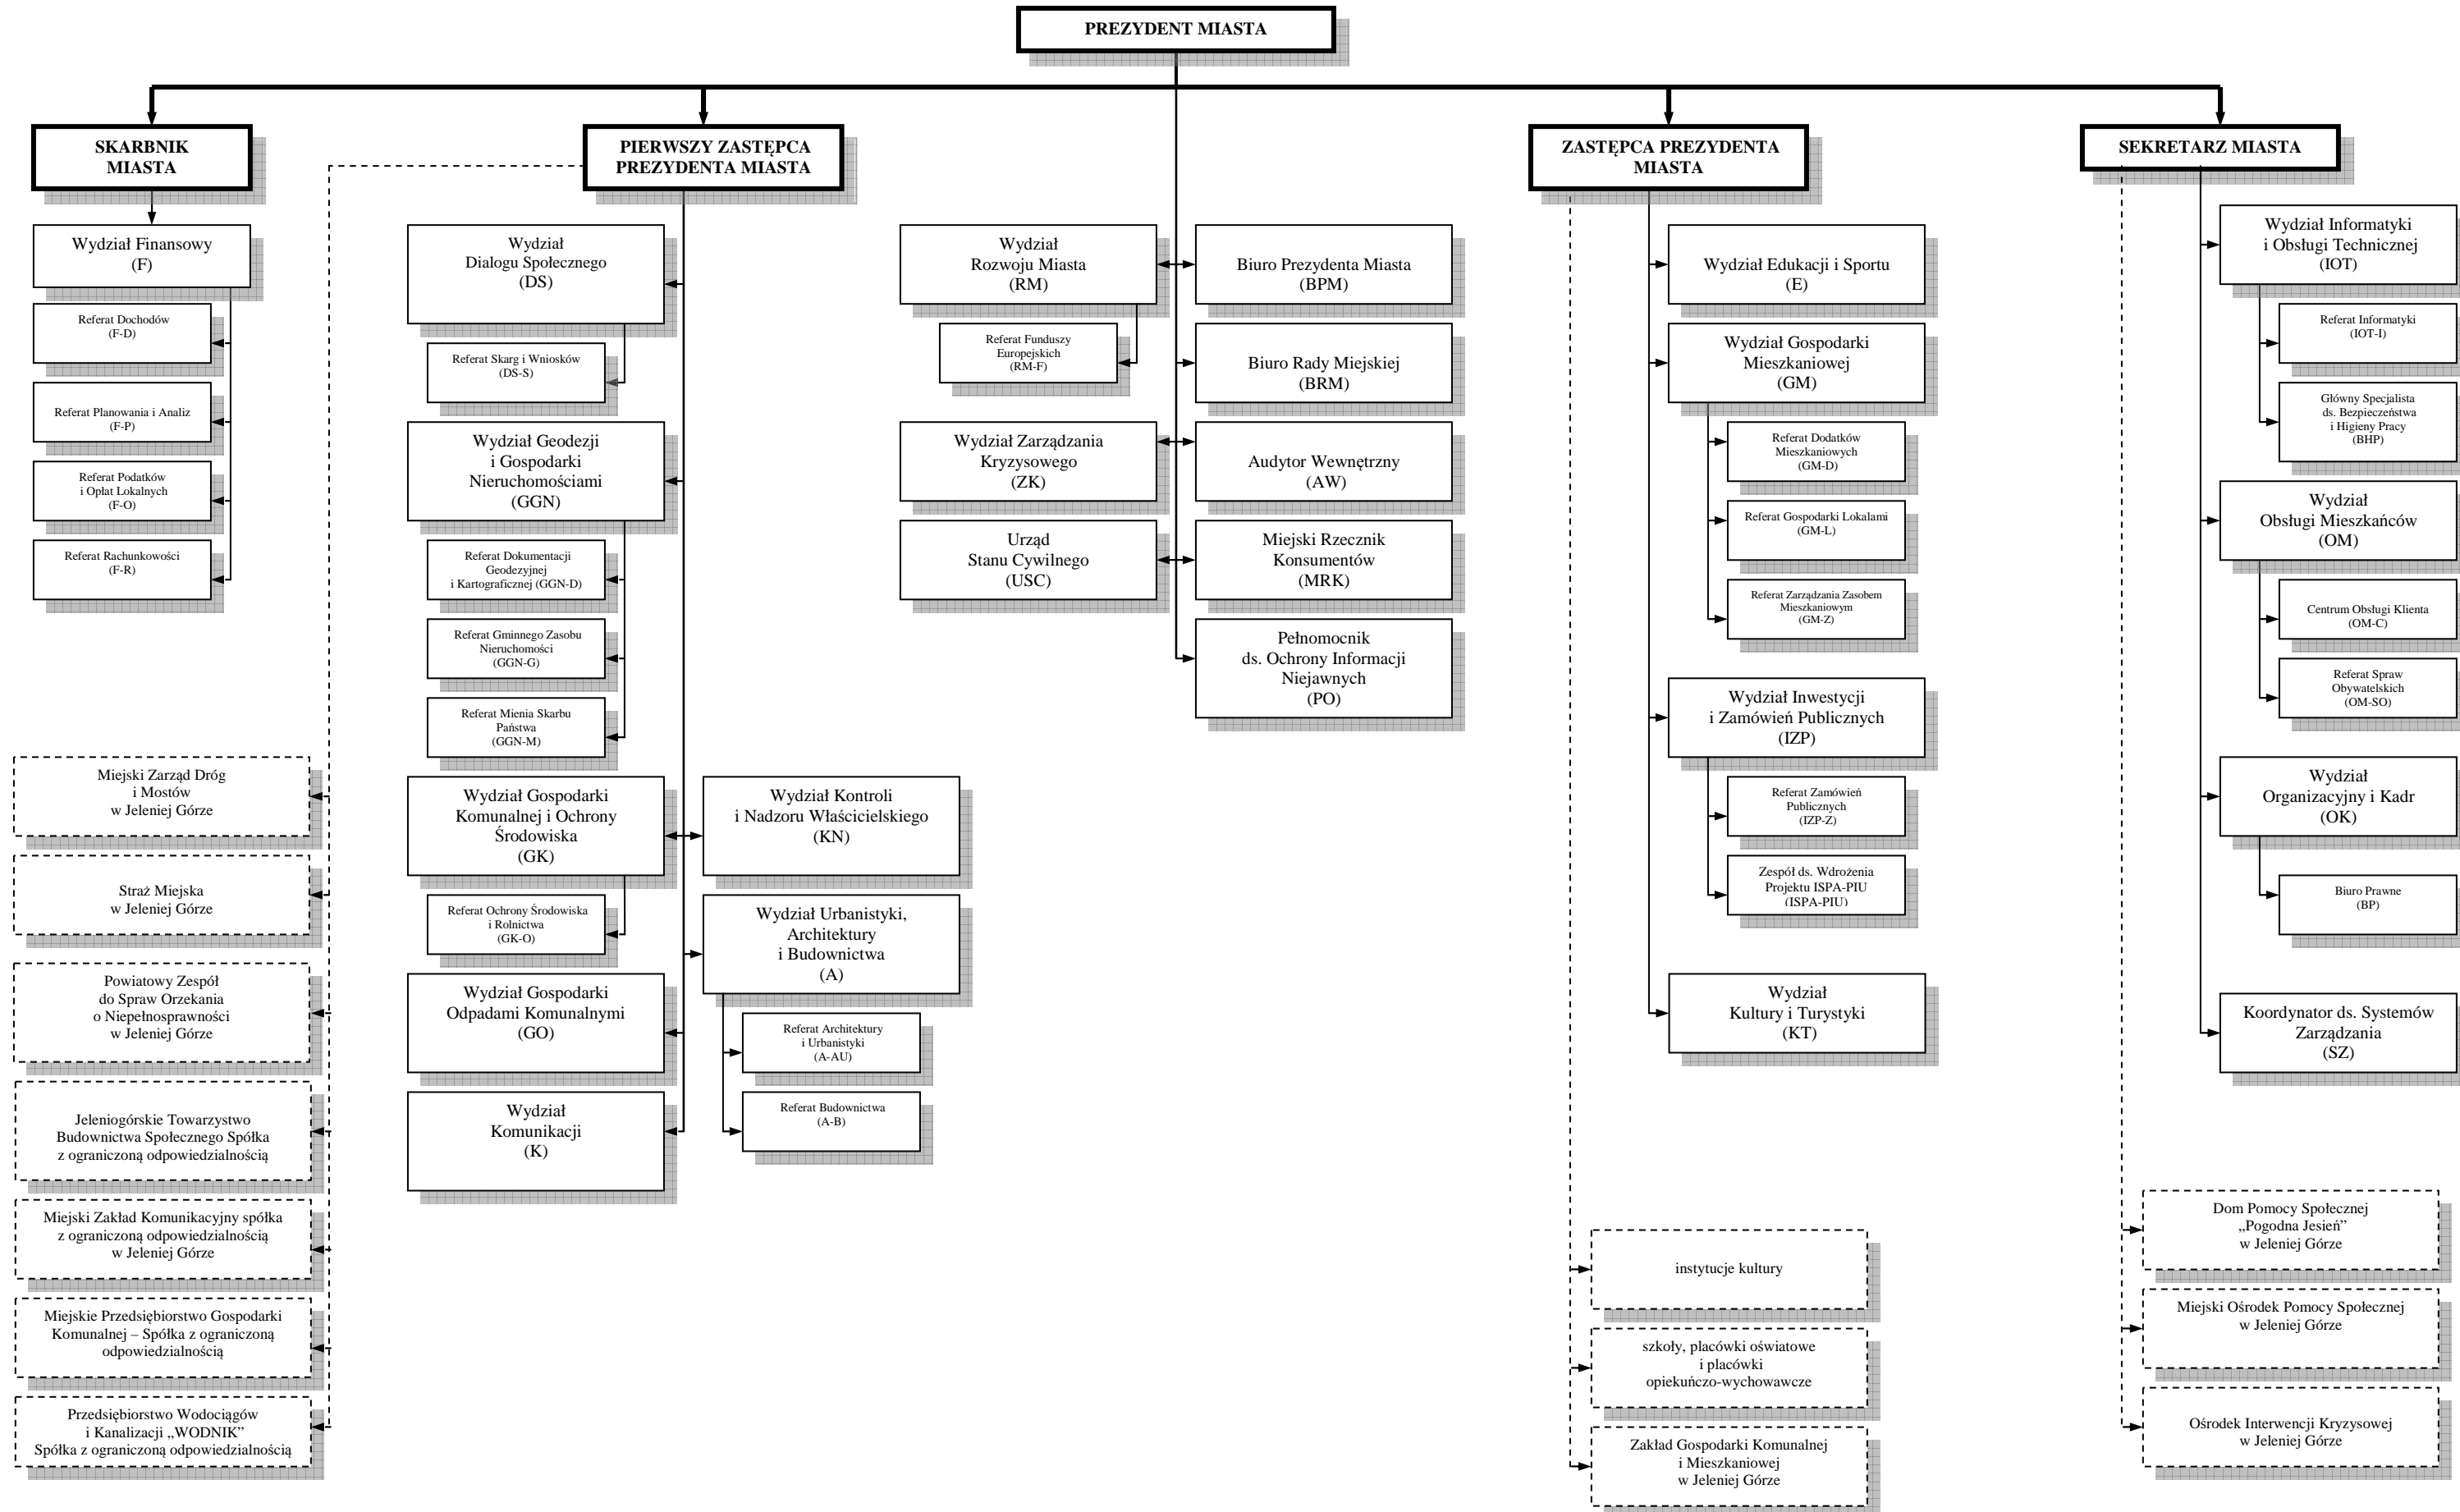 PREZYDENT MIASTA
SKARBNIK
MIASTA
PIERWSZY ZASTĘPCA
PREZYDENTA MIASTA
ZASTĘPCA PREZYDENTA
MIASTA
SEKRETARZ MIASTA
Wydział Finansowy
(F)
Referat Dochodów
(F-D)
Referat Planowania i Analiz
(F-P)
Referat Podatków
i Opłat Lokalnych
(F-O)
Referat Rachunkowości
(F-R)
Miejski Zarząd Dróg
i Mostów
w Jeleniej Górze
Straż Miejska
w Jeleniej Górze
Powiatowy Zespół
do Spraw Orzekania
o Niepełnosprawności
w Jeleniej Górze
Jeleniogórskie Towarzystwo
Budownictwa Społecznego Spółka
z ograniczoną odpowiedzialnością
Miejski Zakład Komunikacyjny spółka
z ograniczoną odpowiedzialnością
w Jeleniej Górze
Miejskie Przedsiębiorstwo Gospodarki
Komunalnej – Spółka z ograniczoną
odpowiedzialnością
Przedsiębiorstwo Wodociągów
i Kanalizacji „WODNIK”
Spółka z ograniczoną odpowiedzialnością
Wydział
Dialogu Społecznego
(DS)
Referat Skarg i Wniosków
(DS-S)
Wydział Geodezji
i Gospodarki
Nieruchomościami
(GGN)
Referat Dokumentacji
Geodezyjnej
i Kartograficznej (GGN-D)
Referat Gminnego Zasobu
Nieruchomości
(GGN-G)
Referat Mienia Skarbu
Państwa
(GGN-M)
Wydział Gospodarki
Komunalnej i Ochrony
Środowiska
(GK)
Referat Ochrony Środowiska
i Rolnictwa
(GK-O)
Wydział Gospodarki
Odpadami Komunalnymi
(GO)
Wydział
Komunikacji
(K)
Wydział Kontroli
i Nadzoru Właścicielskiego
(KN)
Wydział Urbanistyki,
Architektury
i Budownictwa
(A)
Referat Architektury
i Urbanistyki
(A-AU)
Referat Budownictwa
(A-B)
Wydział
Rozwoju Miasta
(RM)
Referat Funduszy
Europejskich
(RM-F)
Wydział Zarządzania
Kryzysowego
(ZK)
Urząd
Stanu Cywilnego
(USC)
Biuro Prezydenta Miasta
(BPM)
Biuro Rady Miejskiej
(BRM)
Audytor Wewnętrzny
(AW)
Miejski Rzecznik
Konsumentów
(MRK)
Pełnomocnik
ds. Ochrony Informacji
Niejawnych
(PO)
Wydział Edukacji i Sportu
(E)
Wydział Gospodarki
Mieszkaniowej
(GM)
Referat Dodatków
Mieszkaniowych
(GM-D)
Referat Gospodarki Lokalami
(GM-L)
Referat Zarządzania Zasobem
Mieszkaniowym
(GM-Z)
Wydział Inwestycji
i Zamówień Publicznych
(IZP)
Referat Zamówień
Publicznych
(IZP-Z)
Zespół ds. Wdrożenia
Projektu ISPA-PIU
(ISPA-PIU)
Wydział
Kultury i Turystyki
(KT)
instytucje kultury
szkoły, placówki oświatowe
i placówki
opiekuńczo-wychowawcze
Zakład Gospodarki Komunalnej
i Mieszkaniowej
w Jeleniej Górze
Wydział Informatyki
i Obsługi Technicznej
(IOT)
Referat Informatyki
(IOT-I)
Główny Specjalista
ds. Bezpieczeństwa
i Higieny Pracy
(BHP)
Wydział
Obsługi Mieszkańców
(OM)
Centrum Obsługi Klienta
(OM-C)
Referat Spraw
Obywatelskich
(OM-SO)
Wydział
Organizacyjny i Kadr
(OK)
Biuro Prawne
(BP)
Koordynator ds. Systemów
Zarządzania
(SZ)
Dom Pomocy Społecznej
„Pogodna Jesień”
w Jeleniej Górze
Miejski Ośrodek Pomocy Społecznej
w Jeleniej Górze
Ośrodek Interwencji Kryzysowej
w Jeleniej Górze